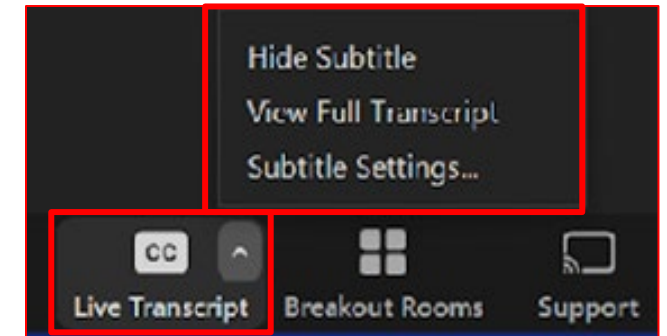 Hide Subtitle
View Full Transcript
Subtitle Settings...
CC
Live Transcript Breakout Rooms Support